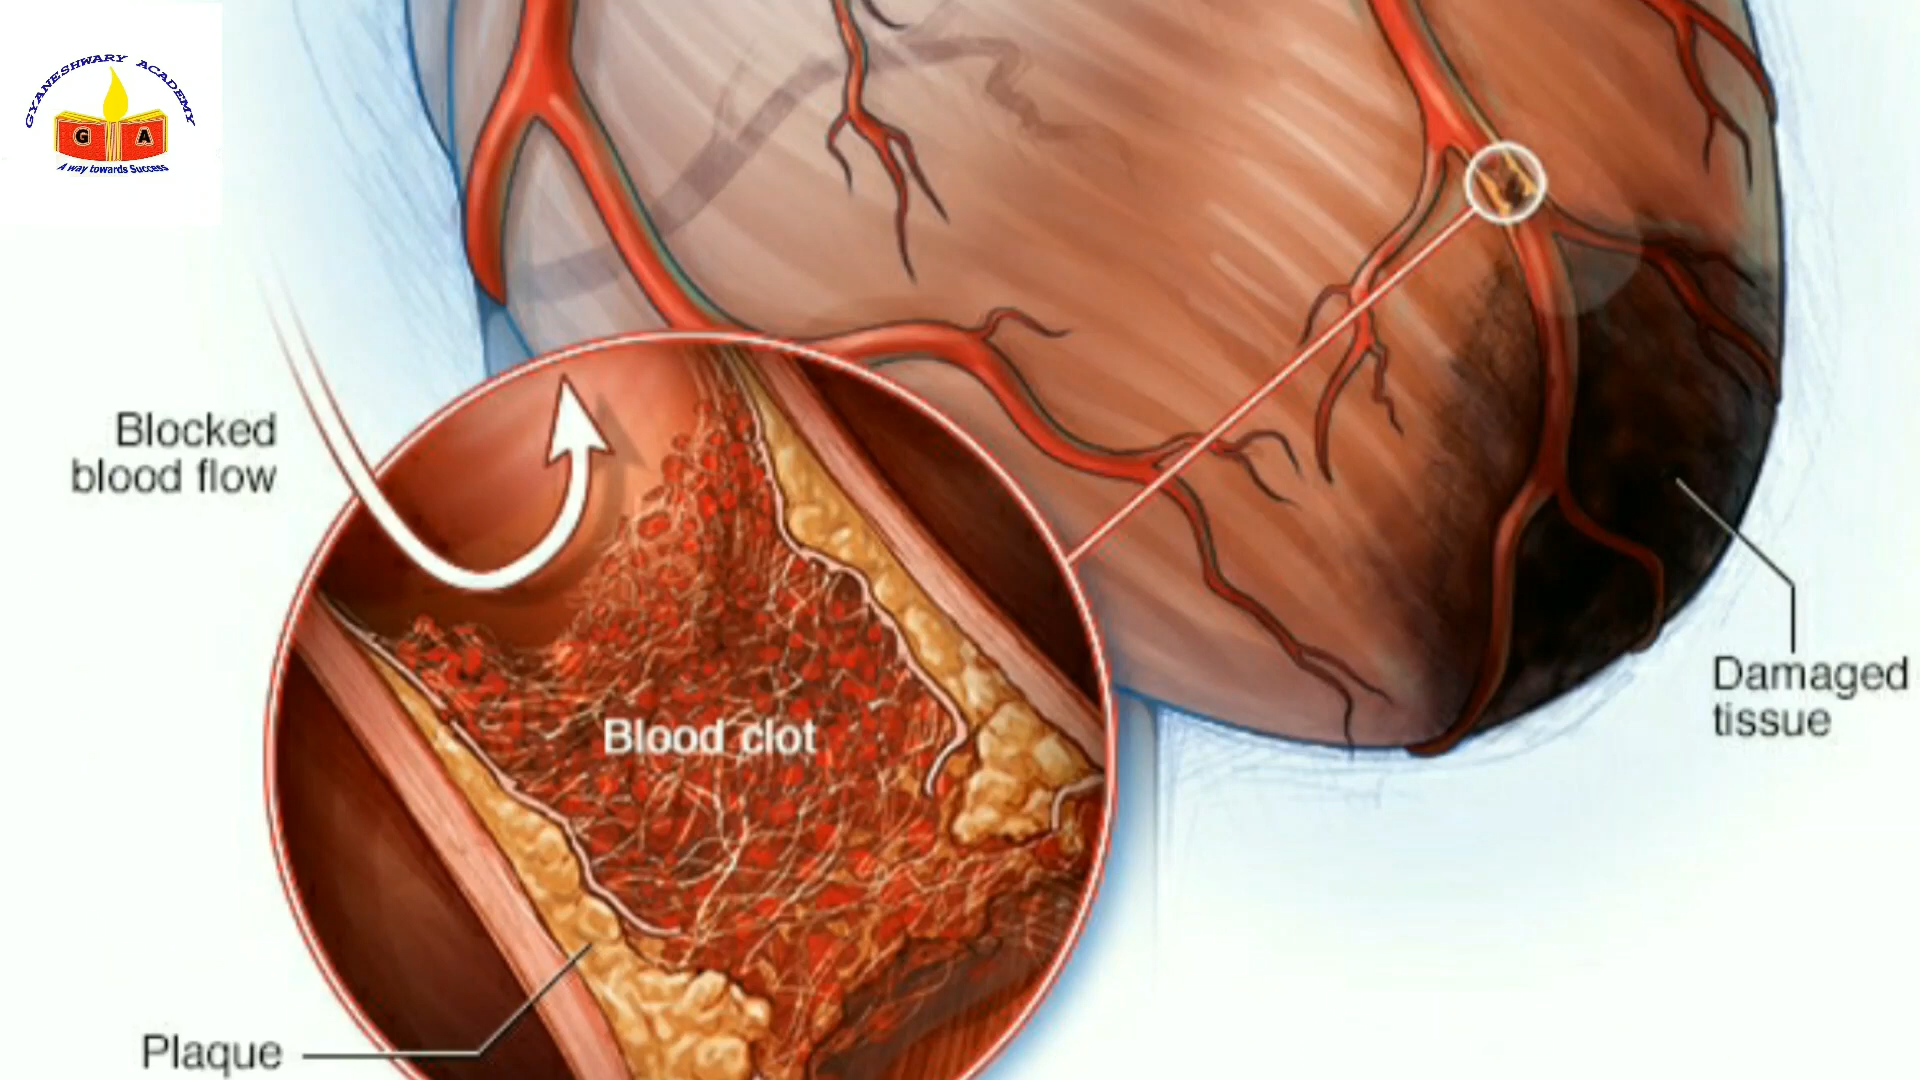 GYANESHWARY ACADEMY
G A
A way towards Success
Blocked
blood flow
Blood clot
Damaged
tissue
Plaque